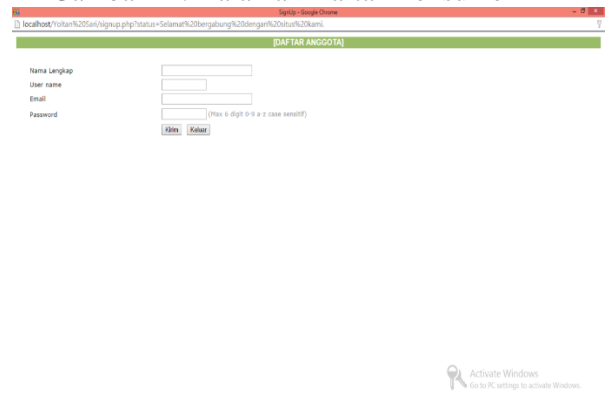 SignUp - Google Chrome
localhost/Yoitan%20Sari/signup.php?status=Selamat%20bergabung%20dengan%20situs%20kami.
[DAFTAR ANGGOTA]
Nama Lengkap
User name
Email
Password (Max 6 digit 0-9 a-z case sensitif)
Kirim Keluar
Activate Windows
Go to PC settings to activate Windows.